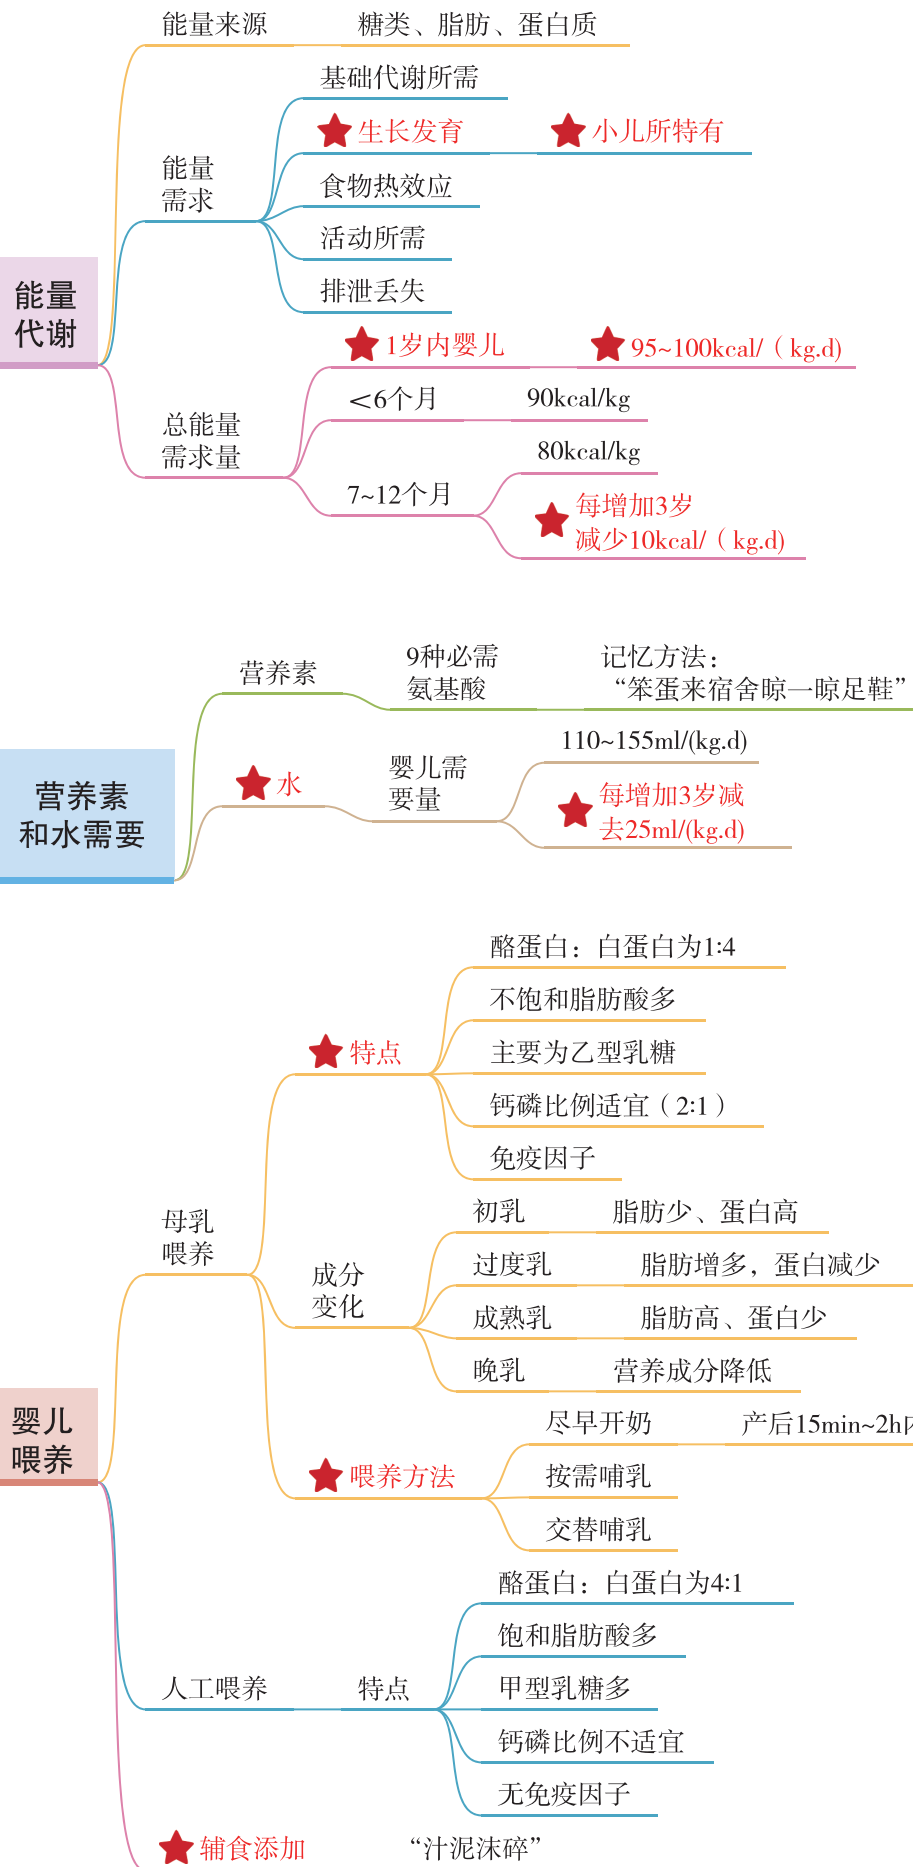 能量来源
糖类、脂肪、蛋白质
基础代谢所需
生长发育
小儿所特有
能量
需求
食物热效应
活动所需
排泄丢失
能量
代谢
1岁内婴儿
95~100kcal/（kg.d)
<6个月
90kcal/kg
总能量
需求量
80kcal/kg
7~12个月
每增加3岁
减少10kcal/（kg.d)
营养素
9种必需
氨基酸
记忆方法：
“笨蛋来宿舍晾一晾足鞋”
营养素
和水需要
水
婴儿需
要量
110~155ml/(kg.d)
每增加3岁减
去25ml/(kg.d)
酪蛋白：白蛋白为1:4
不饱和脂肪酸多
特点
主要为乙型乳糖
钙磷比例适宜（2:1）
免疫因子
母乳
喂养
成分
变化
初乳
脂肪少、蛋白高
过度乳
脂肪增多，蛋白减少
成熟乳
脂肪高、蛋白少
晚乳
营养成分降低
婴儿
喂养
喂养方法
尽早开奶
产后15min~2h内
按需哺乳
交替哺乳
酪蛋白：白蛋白为4:1
饱和脂肪酸多
人工喂养
特点
甲型乳糖多
钙磷比例不适宜
无免疫因子
辅食添加
“汁泥沫碎”